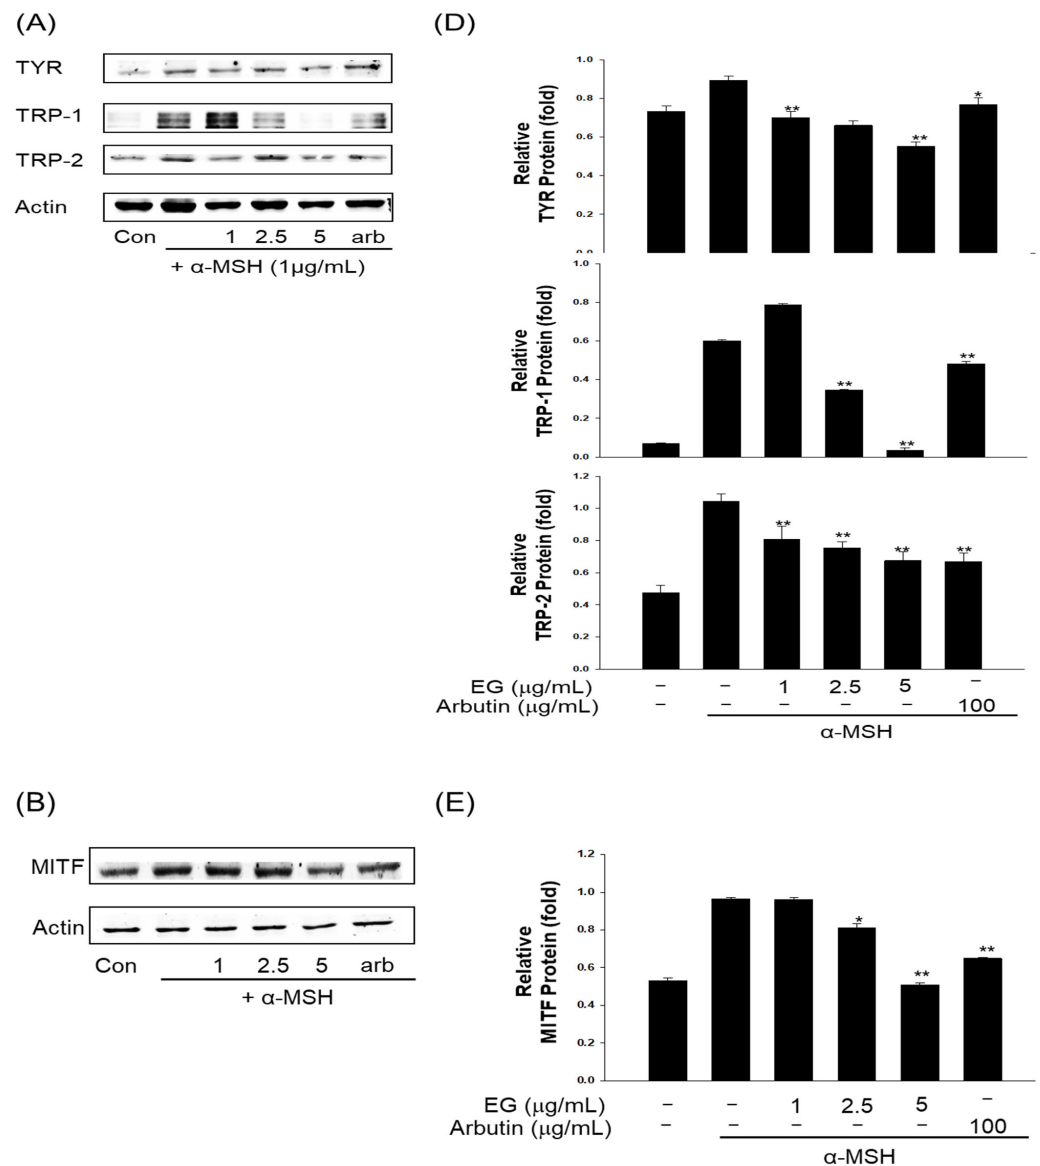 (A)
TYR
TRP-1
TRP-2
Actin
Con 1 2.5 5 arb
+ α-MSH (1μg/mL)
(D)
Relative
TYR Protein (fold)
1.0
0.8
0.6
0.4
0.2
0.0
** ** *
Relative
TRP-1 Protein (fold)
1.0
0.8
0.6
0.4
0.2
0.0
** ** **
Relative
TRP-2 Protein (fold)
1.2
1.0
0.8
0.6
0.4
0.2
0.0
** ** ** **
EG (μg/mL) – – 1 2.5 5 –
Arbutin (μg/mL) – – – – – 100
α-MSH
(B)
MITF
Actin
Con 1 2.5 5 arb
+ α-MSH
(E)
Relative
MITF Protein (fold)
1.2
1.0
0.8
0.6
0.4
0.2
0.0
* ** **
EG (μg/mL) – – 1 2.5 5 –
Arbutin (μg/mL) – – – – – 100
α-MSH